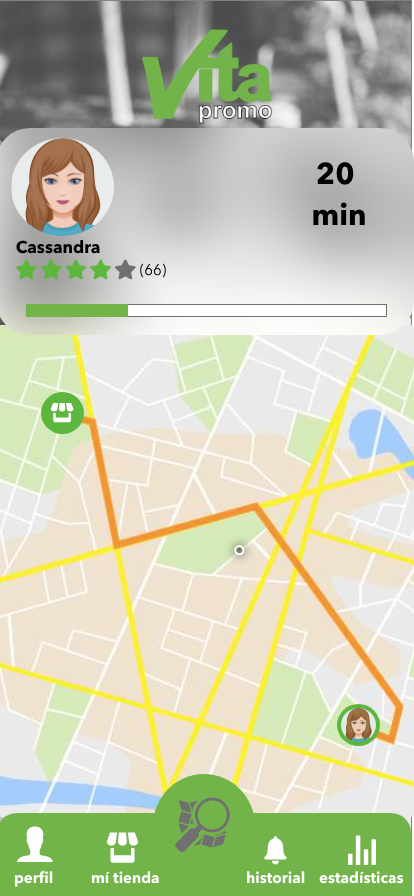 Vita
promo
20
min
Cassandra
(66)
perfil
mí tienda
historial
estadísticas